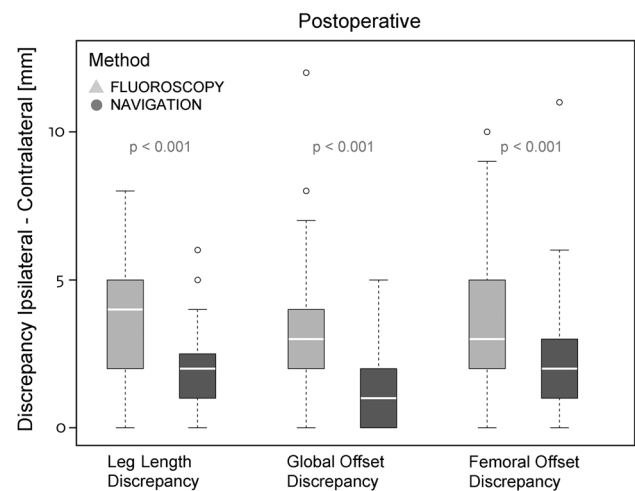 Postoperative
Discrepancy Ipsilateral - Contralateral [mm]
Method
FLUOROSCOPY
NAVIGATION
10
5
0
p < 0.001
p < 0.001
p < 0.001
Leg Length
Discrepancy
Global Offset
Discrepancy
Femoral Offset
Discrepancy